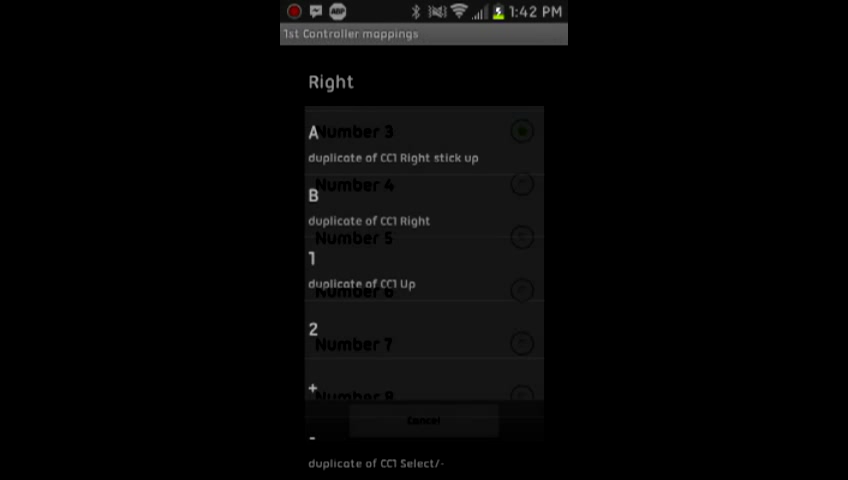 ABP 1:42 PM
1st Controller mappings
Right
A
Number 3
duplicate of CC1 Right stick up
Number 4
B
duplicate of CC1 Right
Number 5
1
duplicate of CC1 Up
Number 6
2
Number 7
+
Number 8
Cancel
-
duplicate of CC1 Select/-